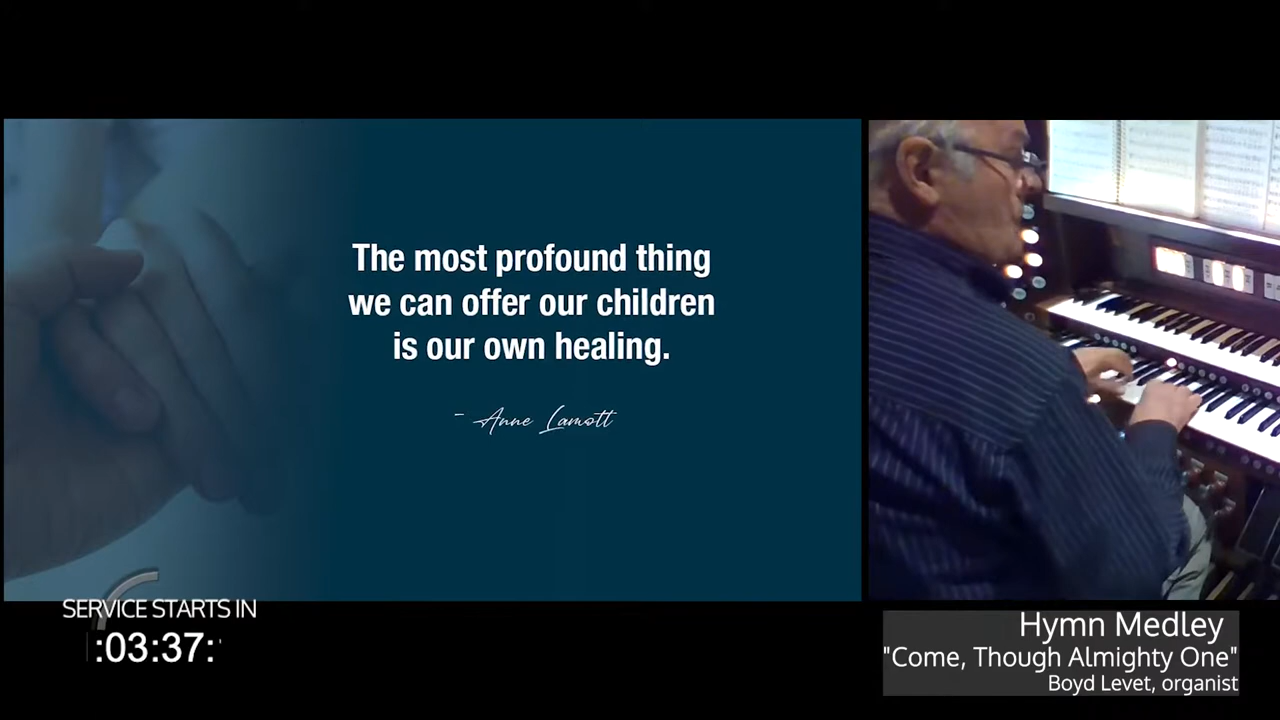 The most profound thing
we can offer our children
is our own healing.
- Anne Lamott
SERVICE STARTS IN
:03:37:
Hymn Medley
"Come, Though Almighty One"
Boyd Levet, organist